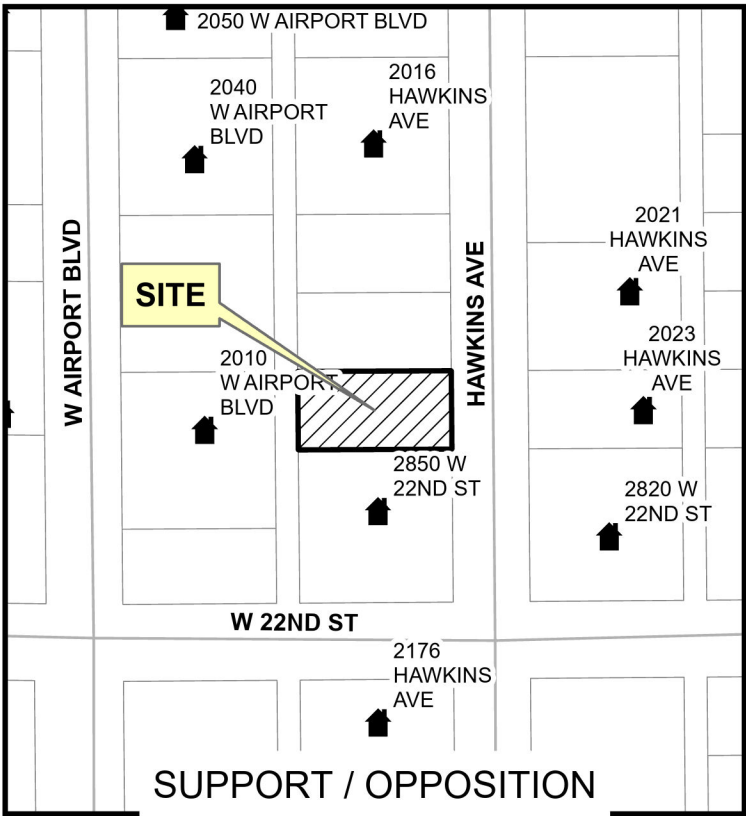 2050 W AIRPORT BLVD
2040
W AIRPORT
BLVD
2016
HAWKINS
AVE
W AIRPORT BLVD
HAWKINS AVE
2021
HAWKINS
AVE
SITE
2023
HAWKINS
AVE
2010
W AIRPORT
BLVD
2850 W
22ND ST
2820 W
22ND ST
W 22ND ST
2176
HAWKINS
AVE
SUPPORT / OPPOSITION